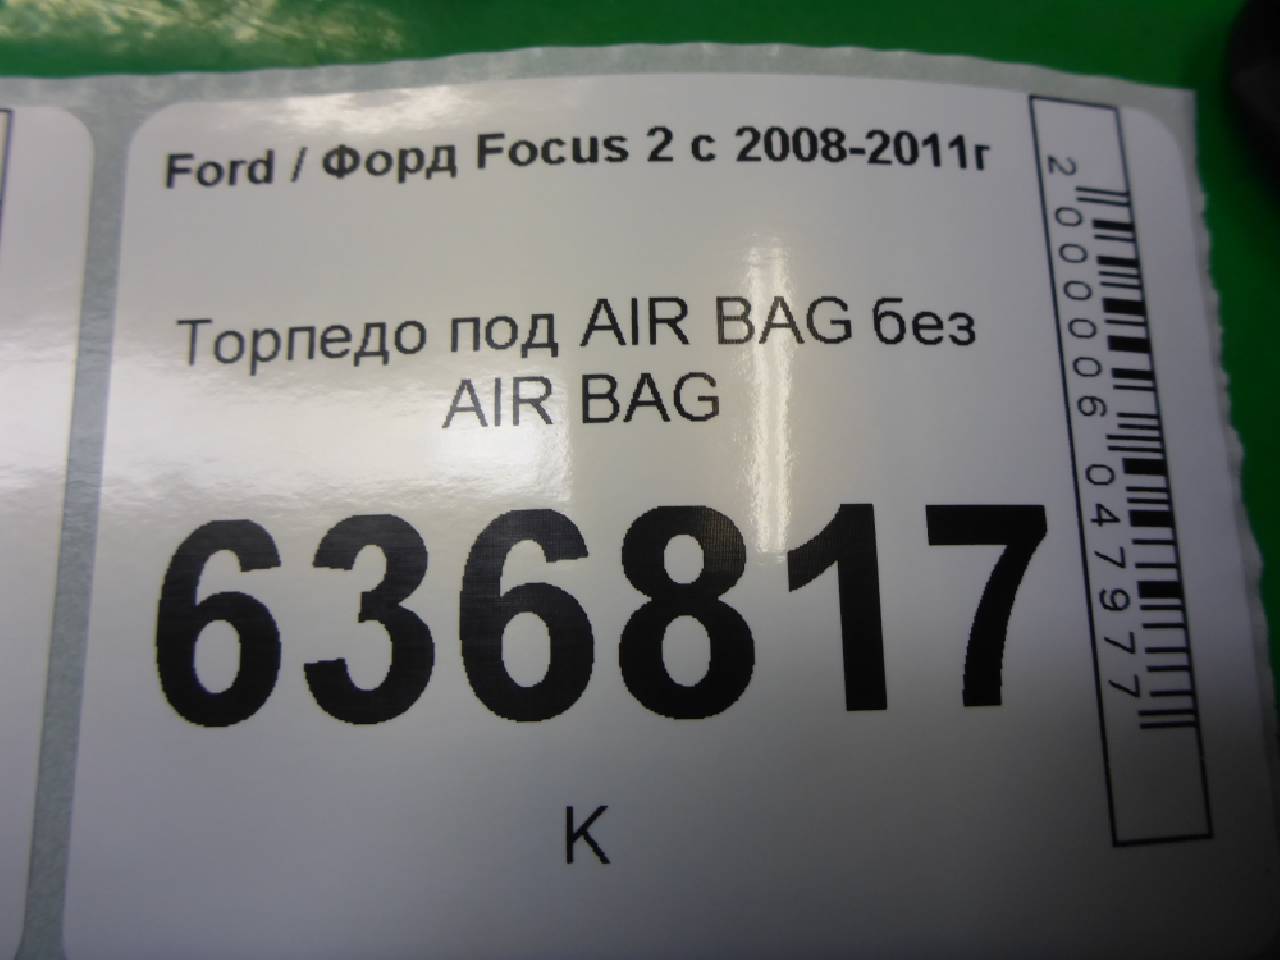 Ford / Форд Focus 2 с 2008-2011г
Торпедо под AIR BAG без
AIR BAG
636817
К
2000006047977